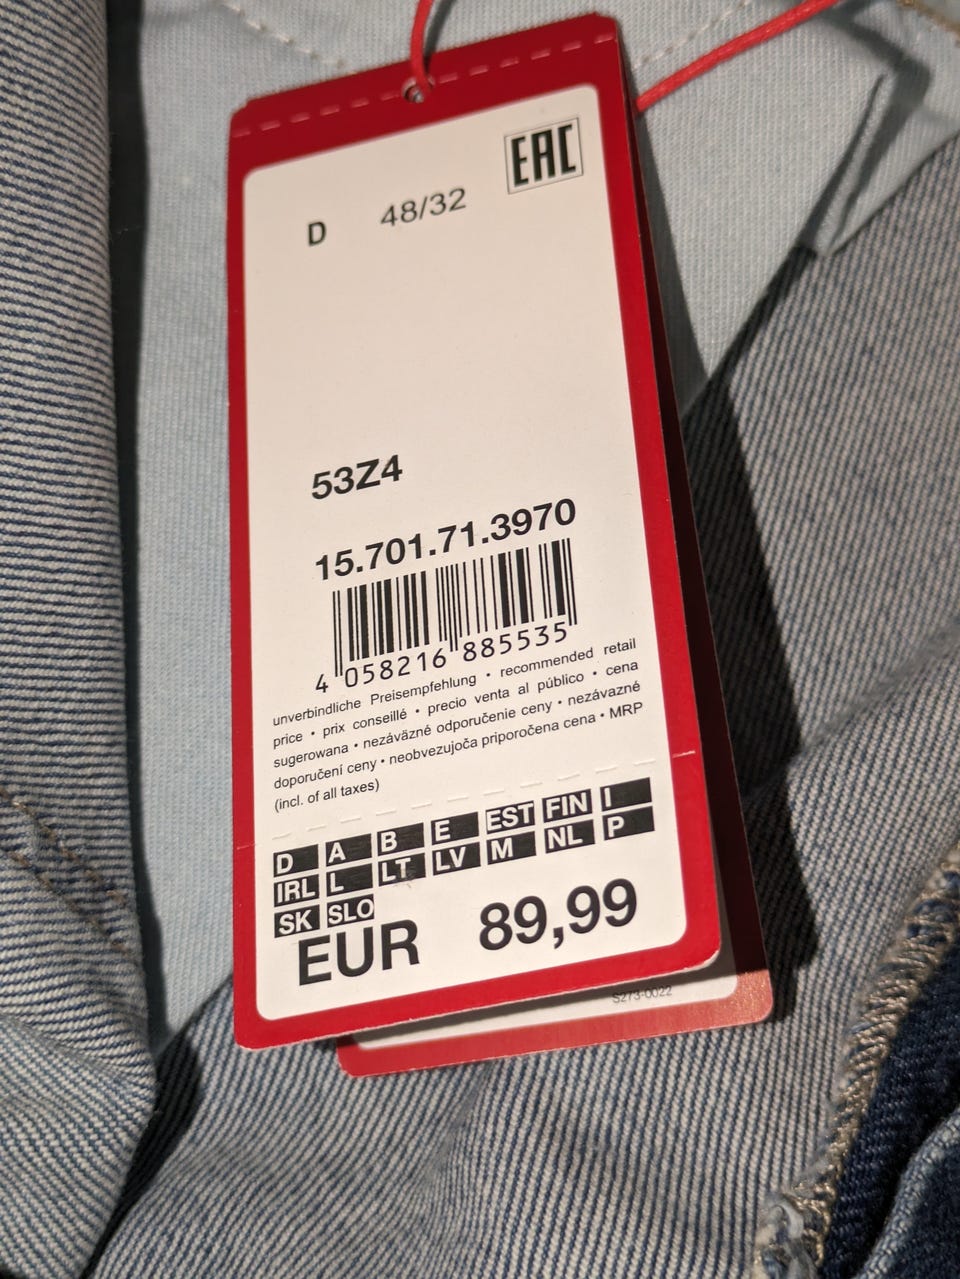 EAC
D 48/32
53Z4
15.701.71.3970
4 058216 885535
unverbindliche Preisempfehlung • recommended retail
price • prix conseillé • precio venta al público • cena
sugerowana • nezáväzné odporučenie ceny • nezávazné
doporučení ceny • neobvezujoča priporočena cena • MRP
(incl. of all taxes)
D A B E EST FIN I
IRL L LT LV M NL P
SK SLO
EUR 89,99
S273-0022